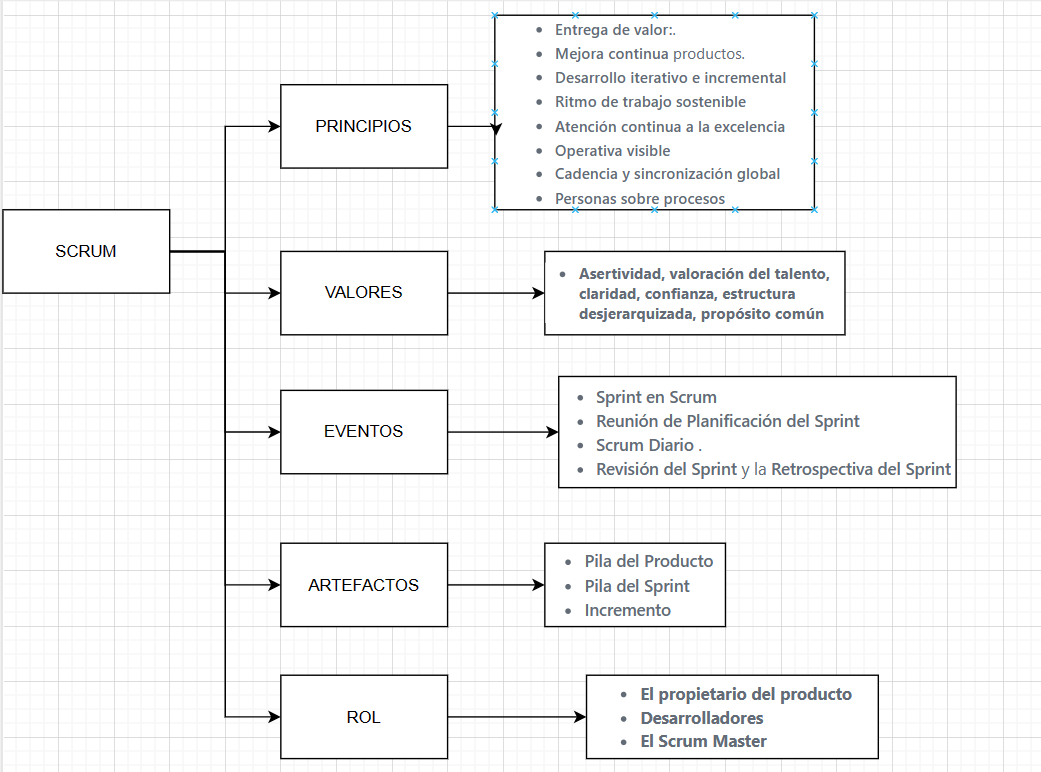 SCRUM
PRINCIPIOS
• Entrega de valor:.
• Mejora continua productos.
• Desarrollo iterativo e incremental
• Ritmo de trabajo sostenible
• Atención continua a la excelencia
• Operativa visible
• Cadencia y sincronización global
• Personas sobre procesos
VALORES
• Asertividad, valoración del talento,
claridad, confianza, estructura
desjerarquizada, propósito común
EVENTOS
• Sprint en Scrum
• Reunión de Planificación del Sprint
• Scrum Diario .
• Revisión del Sprint y la Retrospectiva del Sprint
ARTEFACTOS
• Pila del Producto
• Pila del Sprint
• Incremento
ROL
• El propietario del producto
• Desarrolladores
• El Scrum Master